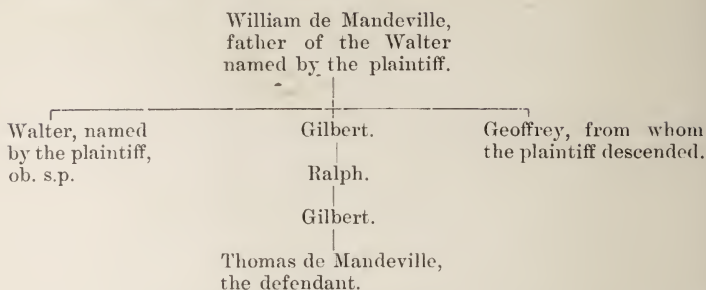 William de Mandeville,
father of the Walter
named by the plaintiff.
Walter, named
by the plaintiff,
ob. s.p.
Gilbert.
Geoffrey, from whom
the plaintiff descended.
Ralph.
Gilbert.
Thomas de Mandeville,
the defendant.